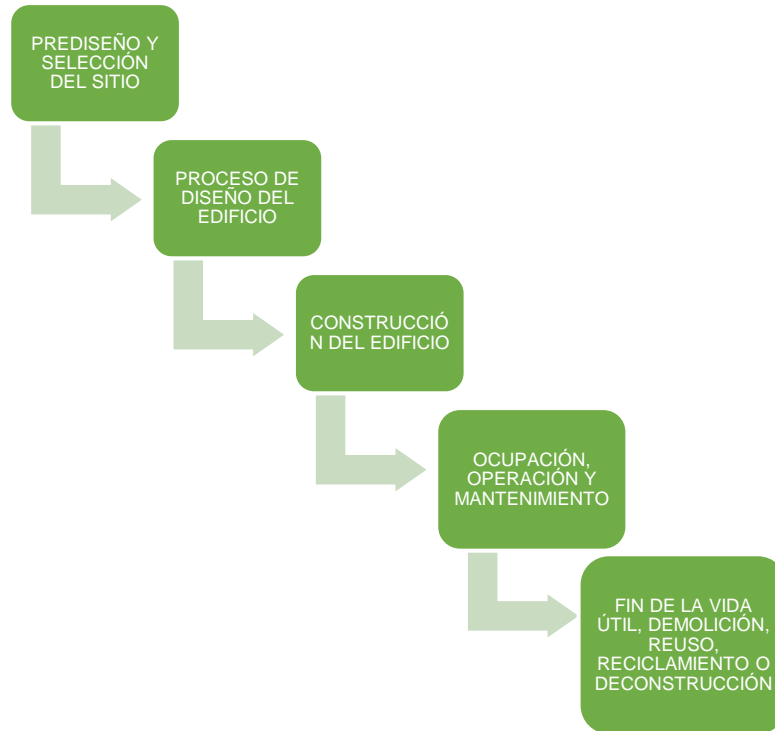 PREDISEÑO Y
SELECCIÓN
DEL SITIO
PROCESO DE
DISEÑO DEL
EDIFICIO
CONSTRUCCIÓ
N DEL EDIFICIO
OCUPACIÓN,
OPERACIÓN Y
MANTENIMIENTO
FIN DE LA VIDA
ÚTIL, DEMOLICIÓN,
REUSO,
RECICLAMIENTO O
DECONSTRUCCIÓN